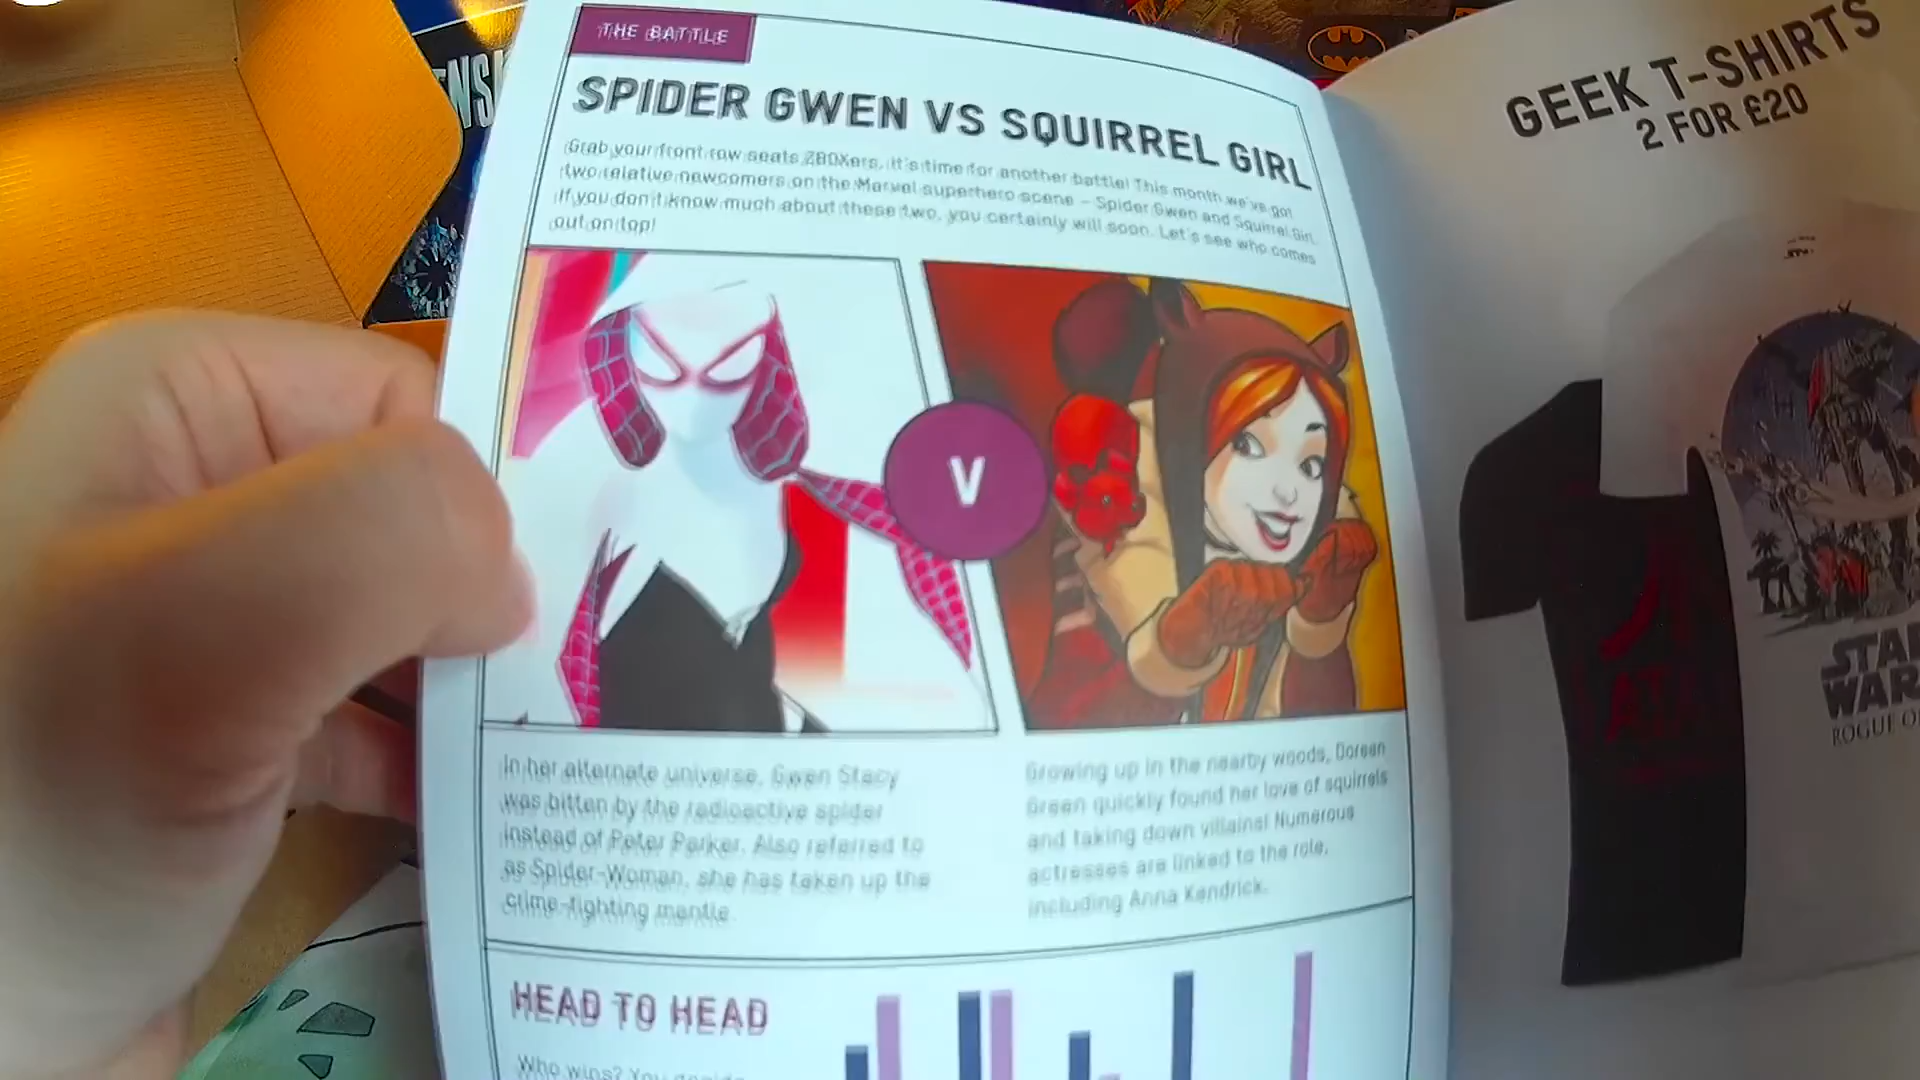 THE BATTLE
SPIDER GWEN VS SQUIRREL GIRL
Grab your front row seats ZBOXers, it's time for another battle! This month we've got
two relative newcomers on the Marvel superhero scene – Spider Gwen and Squirrel Girl.
If you don't know much about these two, you certainly will soon. Let's see who comes
out on top!
V
In her alternate universe, Gwen Stacy
was bitten by the radioactive spider
instead of Peter Parker. Also referred to
as Spider-Woman, she has taken up the
crime-fighting mantle.
Growing up in the nearby woods, Doreen
Green quickly found her love of squirrels
and taking down villains! Numerous
actresses are linked to the role,
including Anna Kendrick.
HEAD TO HEAD
Who wins? You decide
GEEK T-SHIRTS
2 FOR £20
STAR
WAR
ROGUE O